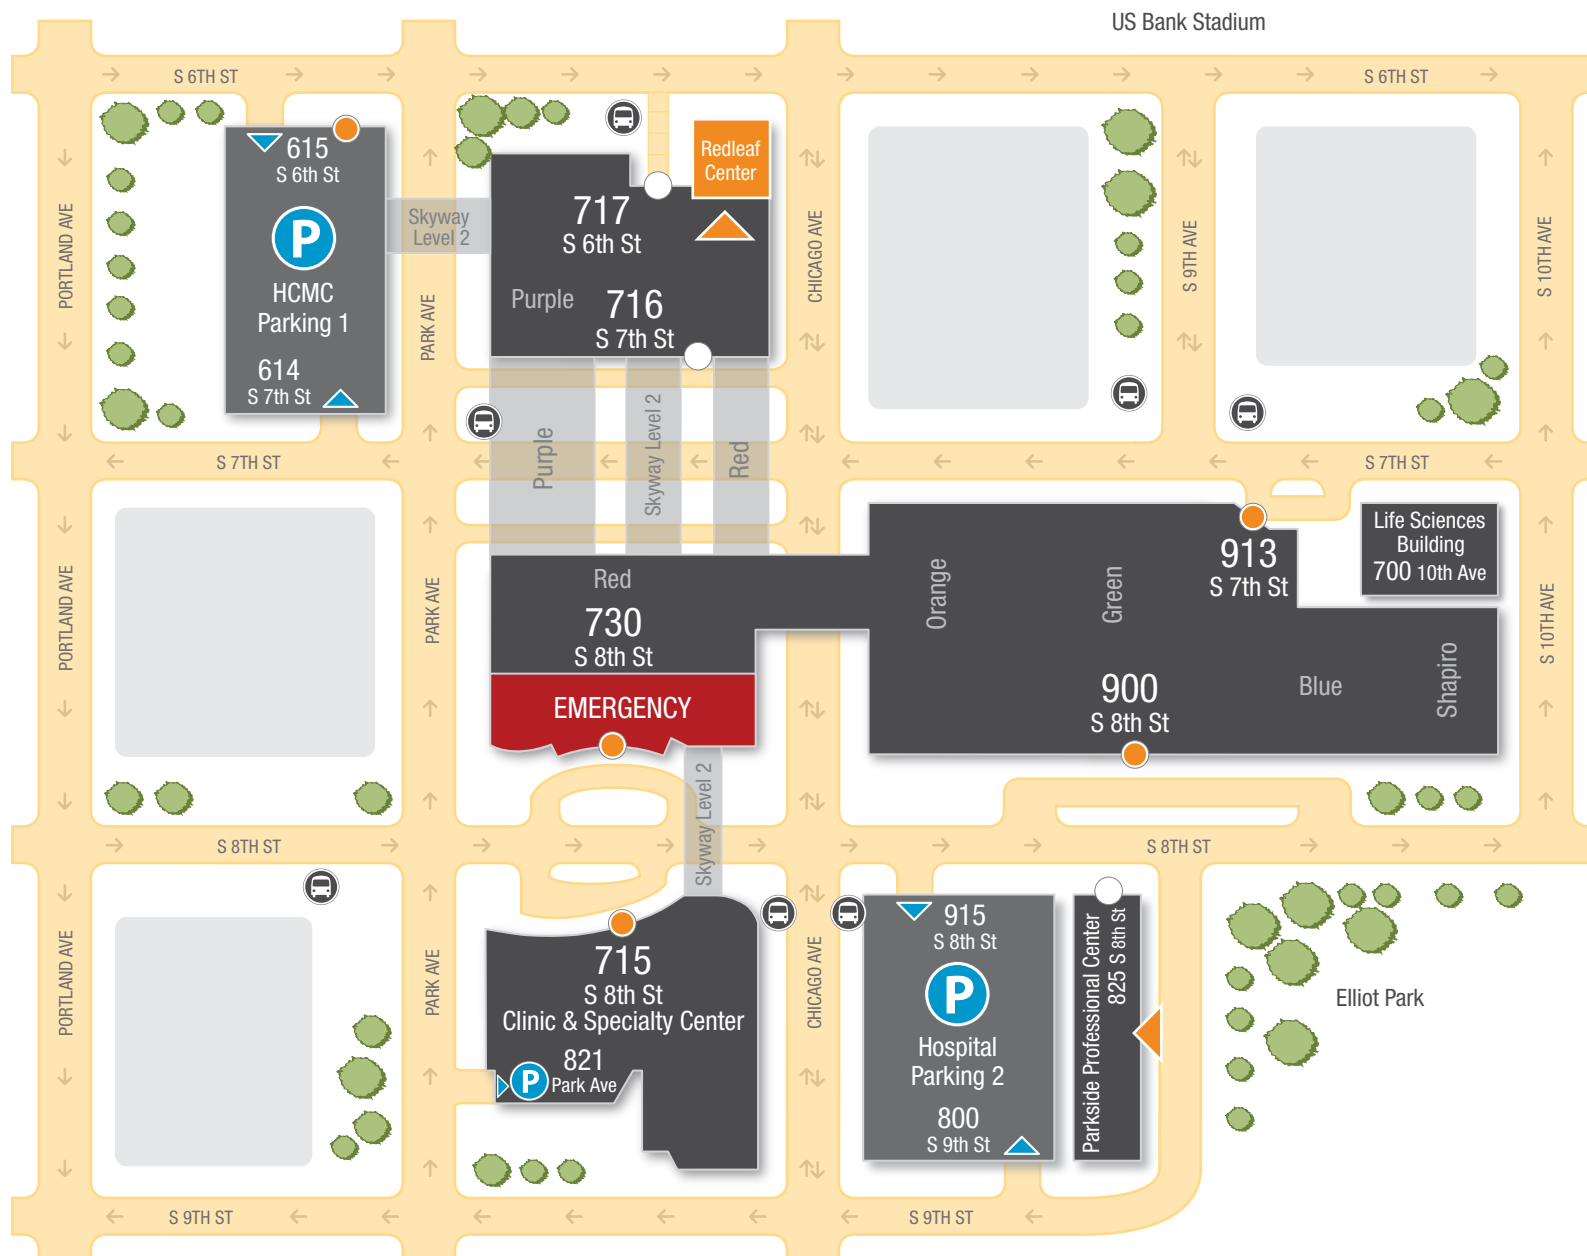 US Bank Stadium
S 6TH ST
S 6TH ST
615
S 6th St
P
HCMC
Parking 1
614
S 7th St
Skyway
Level 2
Redleaf
Center
717
S 6th St
Purple
716
S 7th St
PORTLAND AVE
PARK AVE
CHICAGO AVE
S 9TH AVE
S 10TH AVE
S 7TH ST
S 7TH ST
Purple
Skyway Level 2
Red
Red
730
S 8th St
EMERGENCY
Orange
Green
913
S 7th St
Life Sciences
Building
700 10th Ave
900
S 8th St
Blue
Shapiro
PORTLAND AVE
PARK AVE
S 10TH AVE
Skyway Level 2
S 8TH ST
S 8TH ST
715
S 8th St
Clinic & Specialty Center
821
P Park Ave
915
S 8th St
P
Hospital
Parking 2
800
S 9th St
Parkside Professional Center
825 S 8th St
Elliot Park
PORTLAND AVE
PARK AVE
CHICAGO AVE
S 9TH ST
S 9TH ST